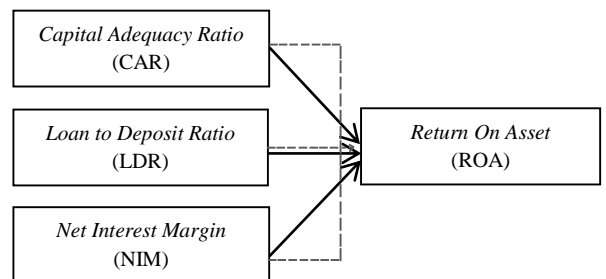 Capital Adequacy Ratio
(CAR)
Loan to Deposit Ratio
(LDR)
Return On Asset
(ROA)
Net Interest Margin
(NIM)